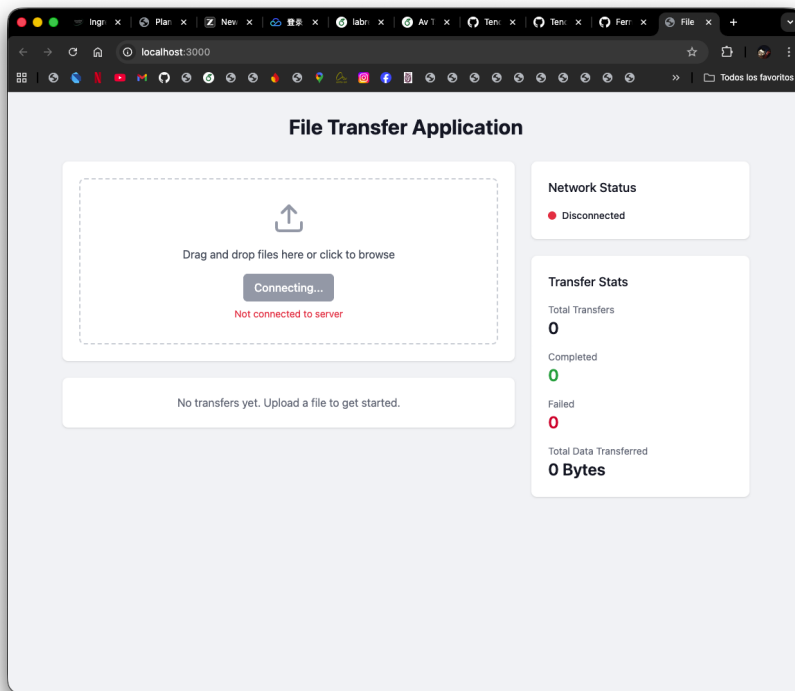 Ingr
Plan
New
登录
labr
Av T
Tenc
Tenc
Ferr
File
localhost:3000
Todos los favoritos
File Transfer Application
Drag and drop files here or click to browse
Connecting...
Not connected to server
No transfers yet. Upload a file to get started.
Network Status
Disconnected
Transfer Stats
Total Transfers
0
Completed
0
Failed
0
Total Data Transferred
0 Bytes